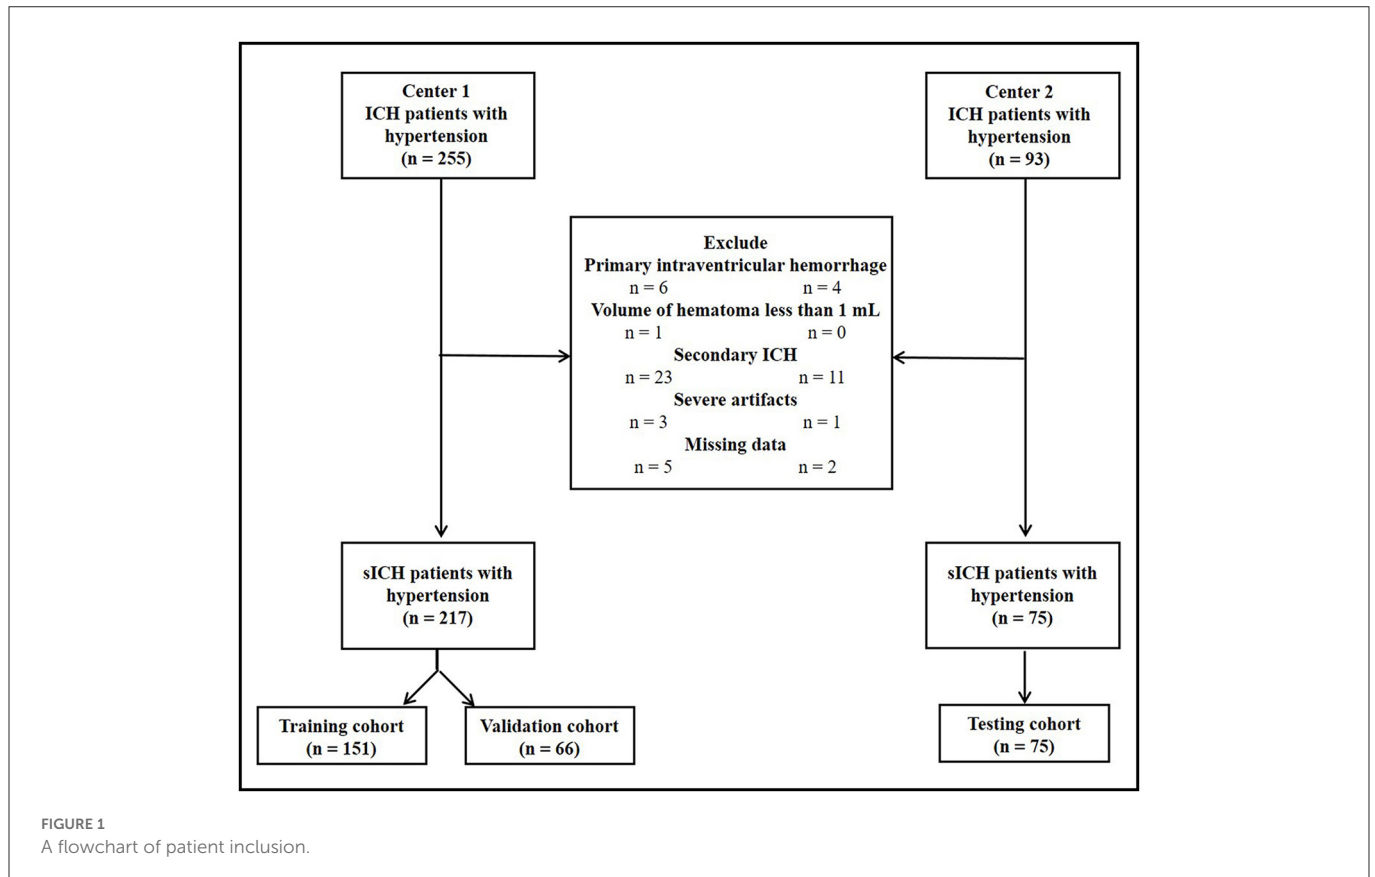 Center 1
ICH patients with
hypertension
(n = 255)
Center 2
ICH patients with
hypertension
(n = 93)
Exclude
Primary intraventricular hemorrhage
n = 6 n = 4
Volume of hematoma less than 1 mL
n = 1 n = 0
Secondary ICH
n = 23 n = 11
Severe artifacts
n = 3 n = 1
Missing data
n = 5 n = 2
sICH patients with
hypertension
(n = 217)
sICH patients with
hypertension
(n = 75)
Training cohort
(n = 151)
Validation cohort
(n = 66)
Testing cohort
(n = 75)
FIGURE 1
A flowchart of patient inclusion.